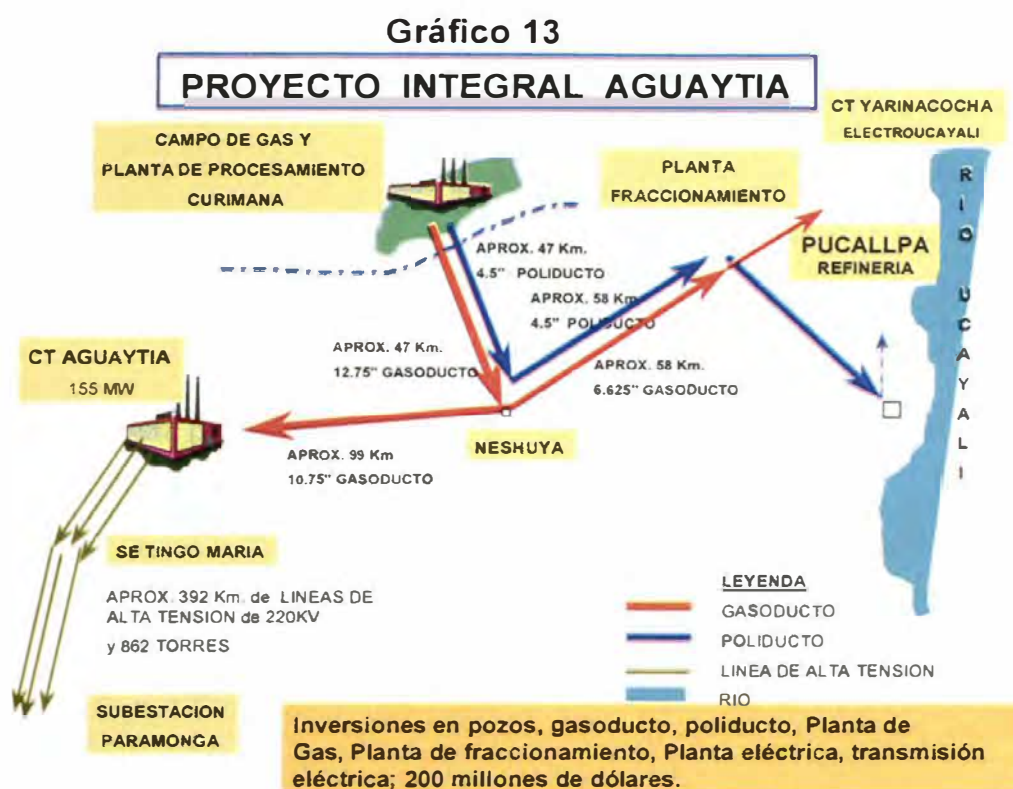 Gráfico 13
PROYECTO INTEGRAL AGUAYTIA
CT YARINACOCHA
ELECTROUCAYALI
CAMPO DE GAS Y
PLANTA DE PROCESAMIENTO
CURIMANA
PLANTA
FRACCIONAMIENTO
RIO UCAYALI
PUCALLPA
REFINERIA
APROX. 47 Km.
4.5" POLIDUCTO
APROX. 58 Km
4.5" POLIDUCTO
APROX. 47 Km.
12.75" GASODUCTO
APROX. 58 Km.
6.625" GASODUCTO
CT AGUAYTIA
155 MW
NESHUYA
APROX. 99 Km
10.75" GASODUCTO
SE TINGO MARIA
APROX. 392 Km. de LINEAS DE
ALTA TENSION de 220KV
y 862 TORRES
SUBESTACION
PARAMONGA
LEYENDA
GASODUCTO
POLIDUCTO
LINEA DE ALTA TENSION
RIO
Inversiones en pozos, gasoducto, poliducto, Planta de
Gas, Planta de fraccionamiento, Planta eléctrica, transmisión
eléctrica; 200 millones de dólares.